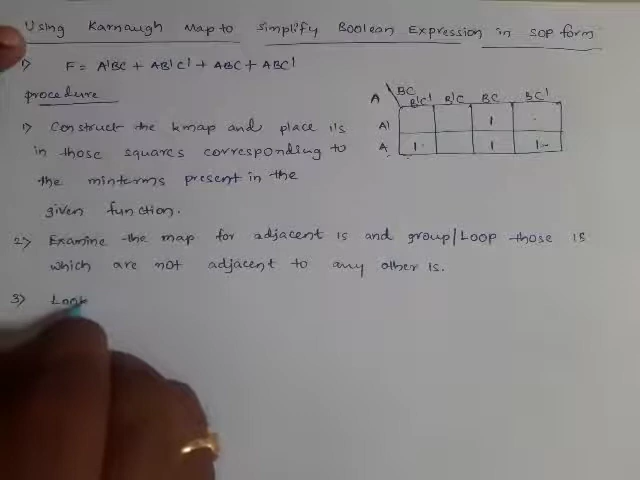 Using Karnaugh Map to simplify Boolean Expression in SOP form
1) F = A'BC + AB'C' + ABC + ABC'
procedure
A \ BC B'C' B'C BC BC'
A' 1
A 1 1 1
1) Construct the kmap and place 1s
in those squares corresponding to
the minterms present in the
given function.
2) Examine the map for adjacent 1s and group/Loop those 1s
which are not adjacent to any other 1s.
3) Look